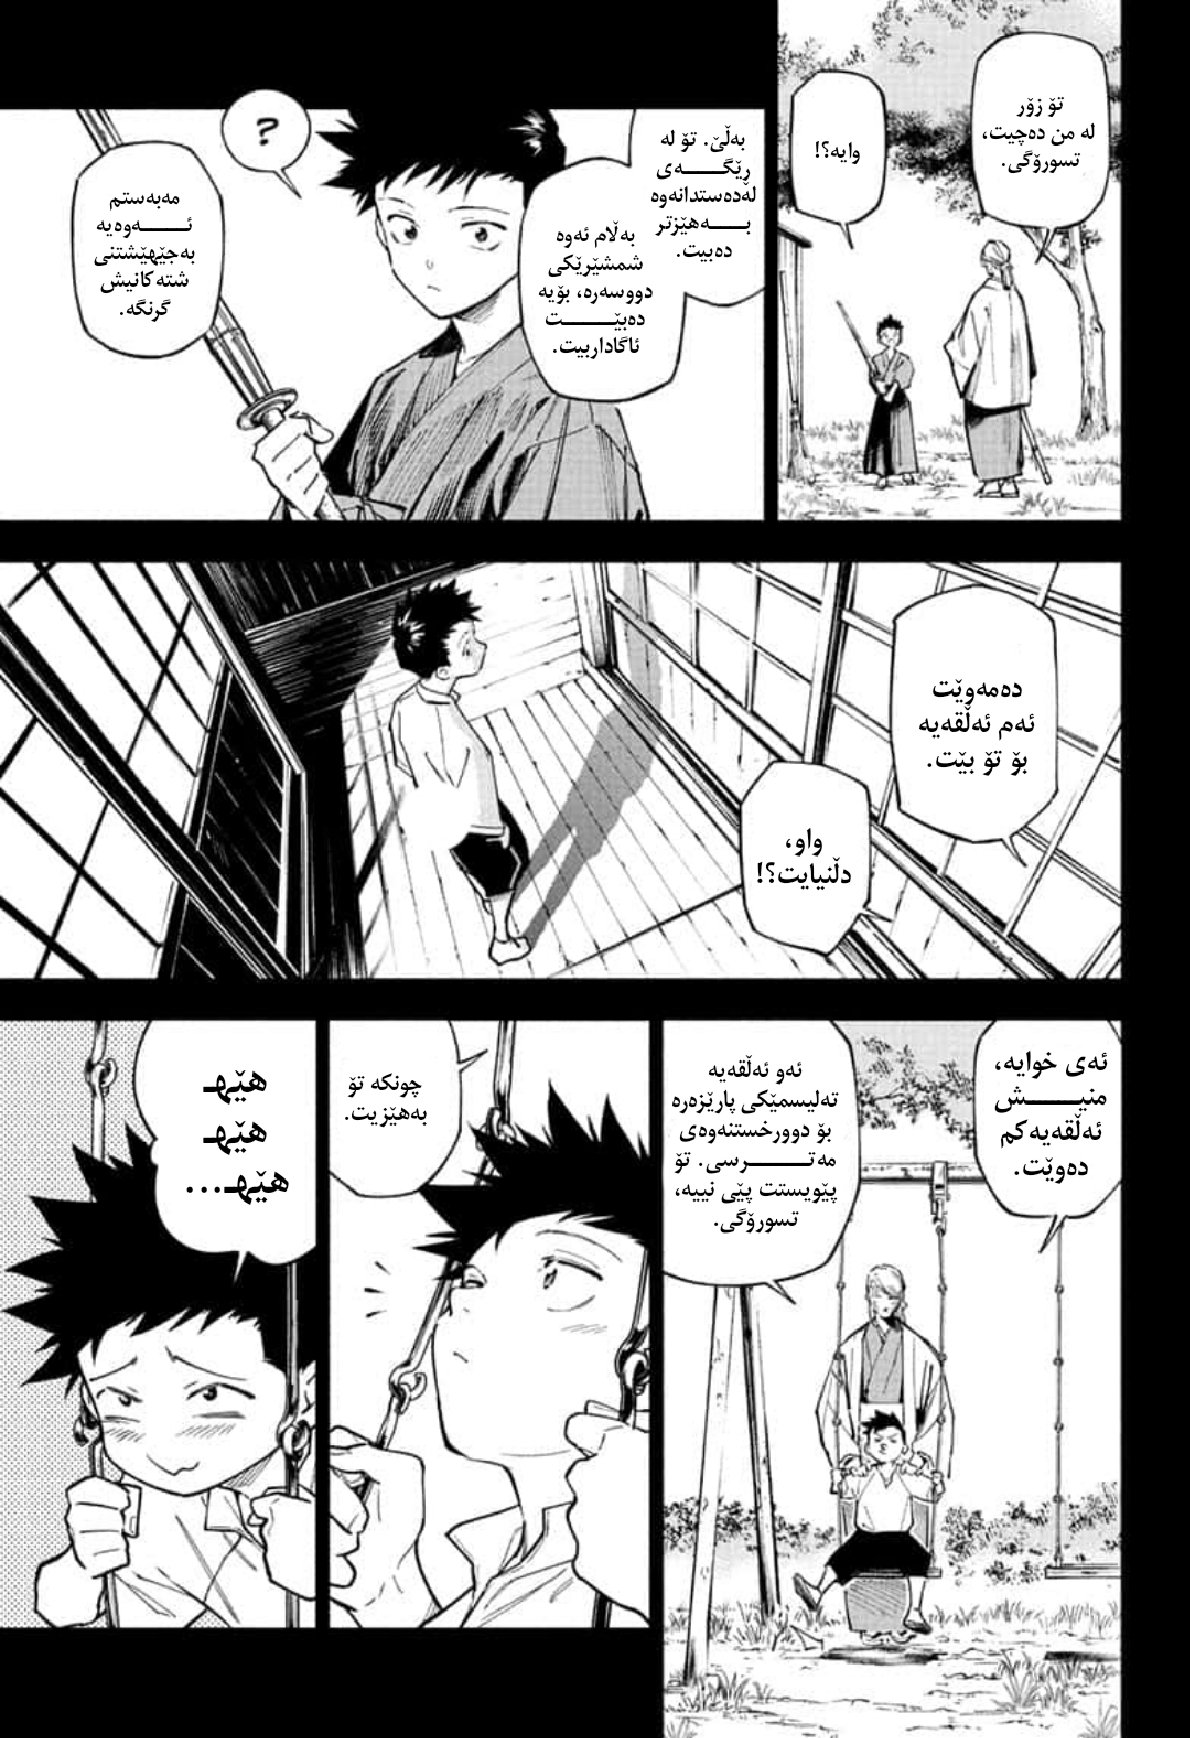 تۆ زۆر
لە من دەچیت،
تسورۆگی.
وایە؟!
بەڵێ. تۆ لە
ڕێگەی
لەدەستدانەوە
بەهێزتر
دەبیت.
بەڵام ئەوە
شمشێرێکی
دووسەرە، بۆیە
دەبێت
ئاگاداربیت.
?
مەبەستم
ئەوەیە
بەجێهێشتنی
شتەکانیش
گرنگە.
دەمەوێت
ئەم ئەڵقەیە
بۆ تۆ بێت.
واو،
دڵنیایت؟!
ئەی خوایە،
منیش
ئەڵقەیەکم
دەوێت.
ئەو ئەڵقەیە
تەلیسمێکی پارێزەرە
بۆ دوورخستنەوەی
مەترسی. تۆ
پێویستت پێی نییە،
تسورۆگی.
چونکە تۆ
بەهێزیت.
هێهـ
هێهـ
هێهـ...